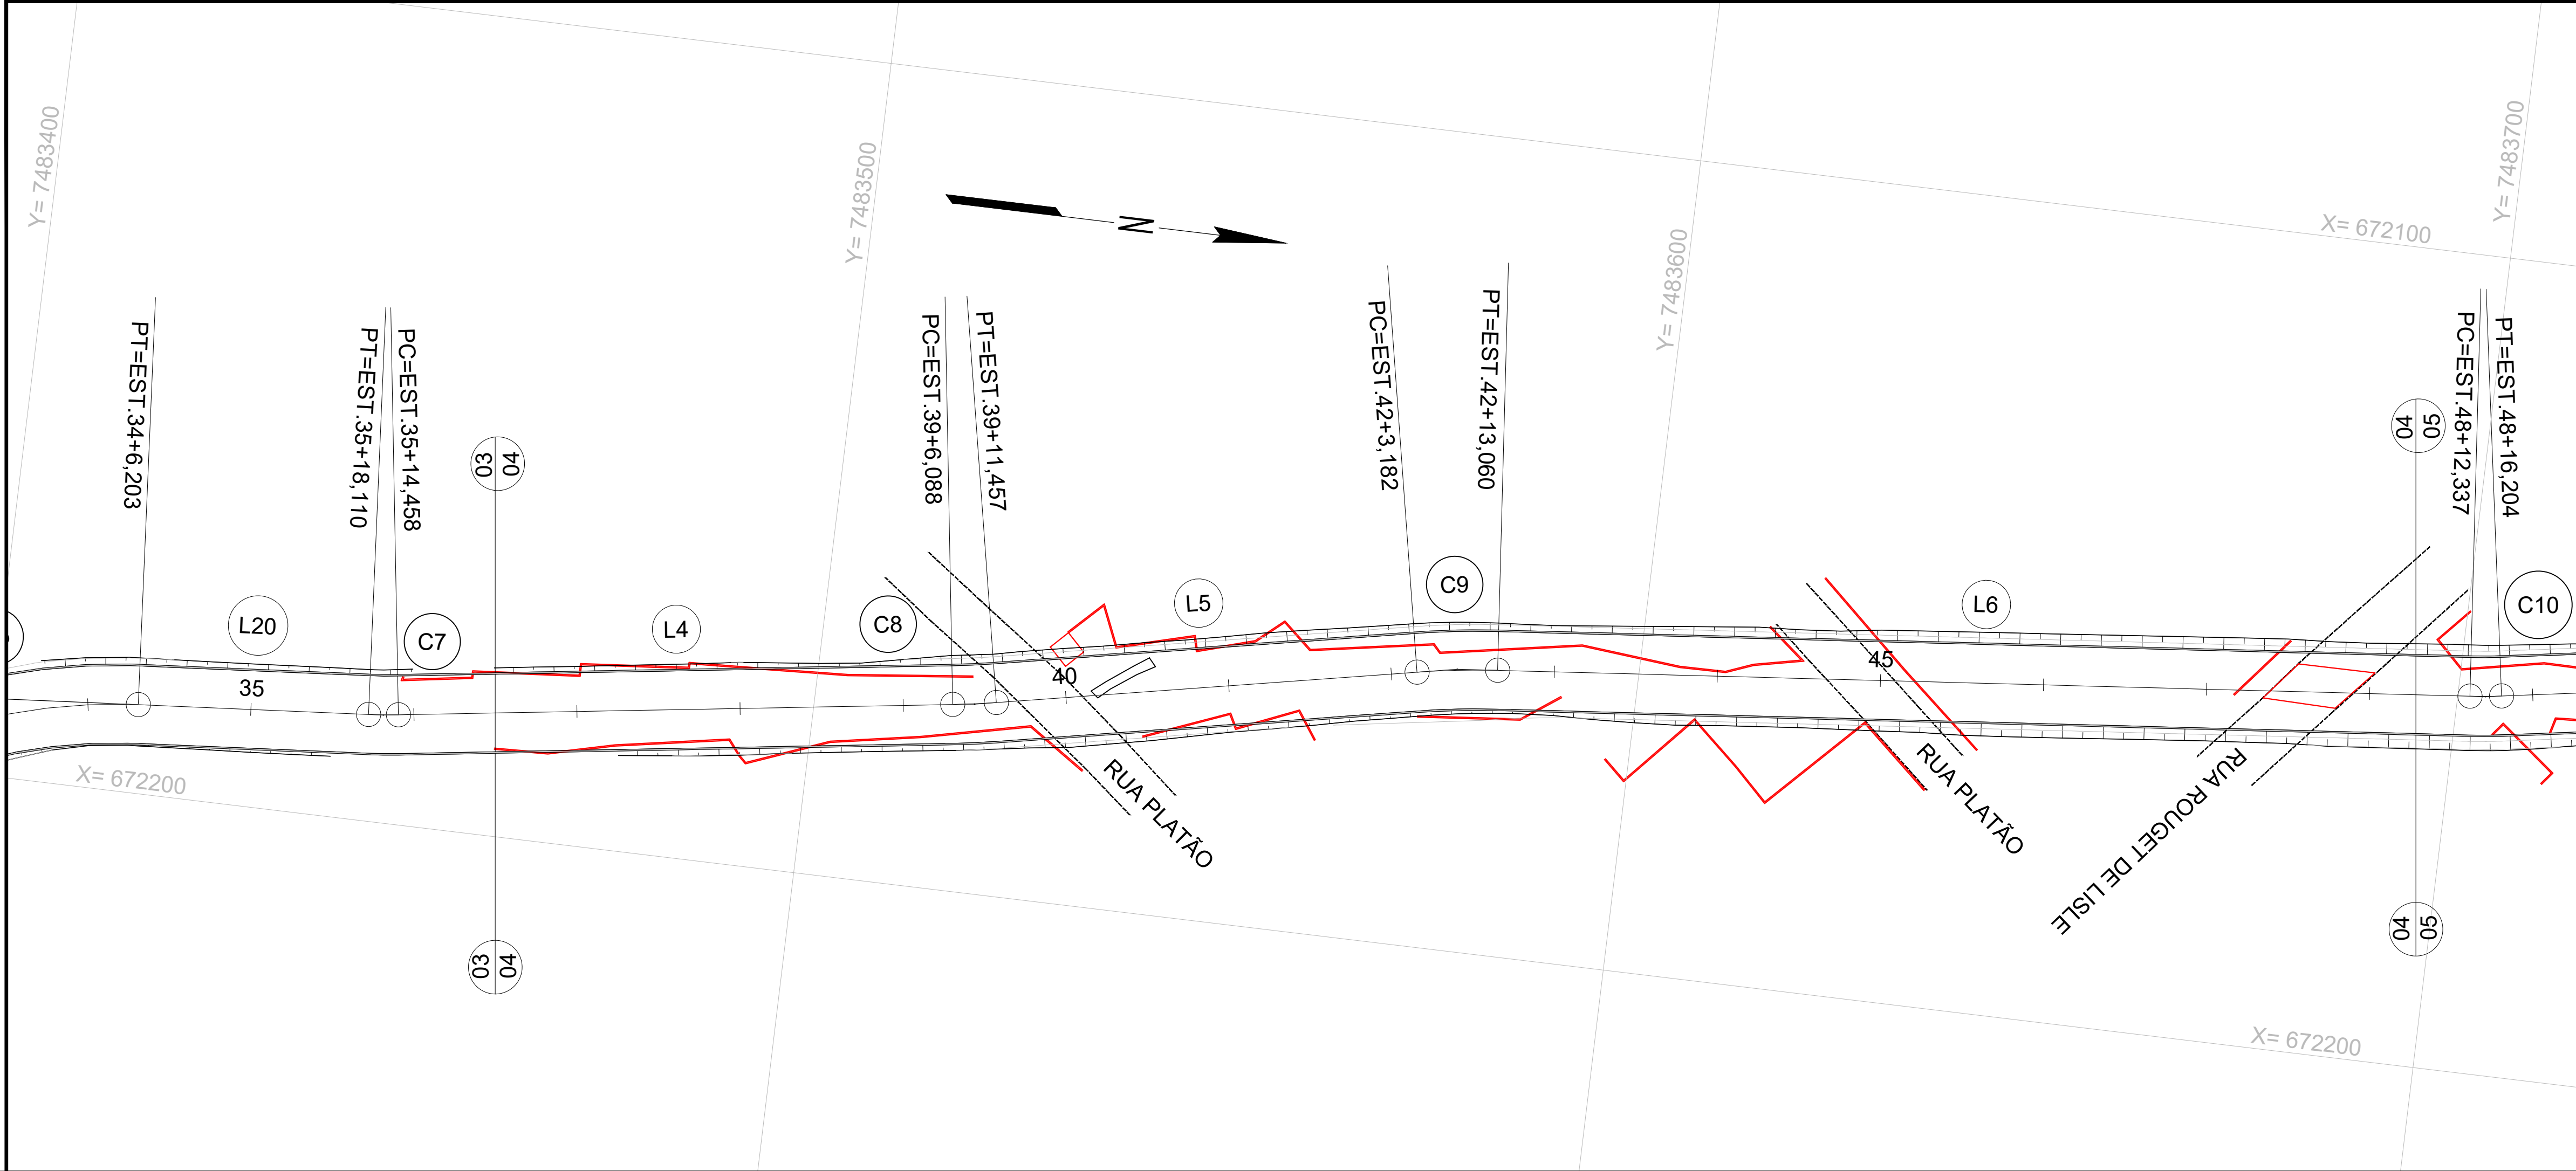 Y= 7483400
Y= 7483500
Y= 7483600
Y= 7483700
X= 672100
N
PT=EST.34+6,203
PT=EST.35+18,110
PC=EST.35+14,458
PC=EST.39+6,088
PT=EST.39+11,457
PC=EST.42+3,182
PT=EST.42+13,060
PC=EST.48+12,337
PT=EST.48+16,204
03
04
04
05
L20
C7
L4
C8
L5
C9
L6
C10
35
40
45
RUA PLATÃO
RUA PLATÃO
RUA ROUGET DE LISLE
X= 672200
03
04
04
05
X= 672200